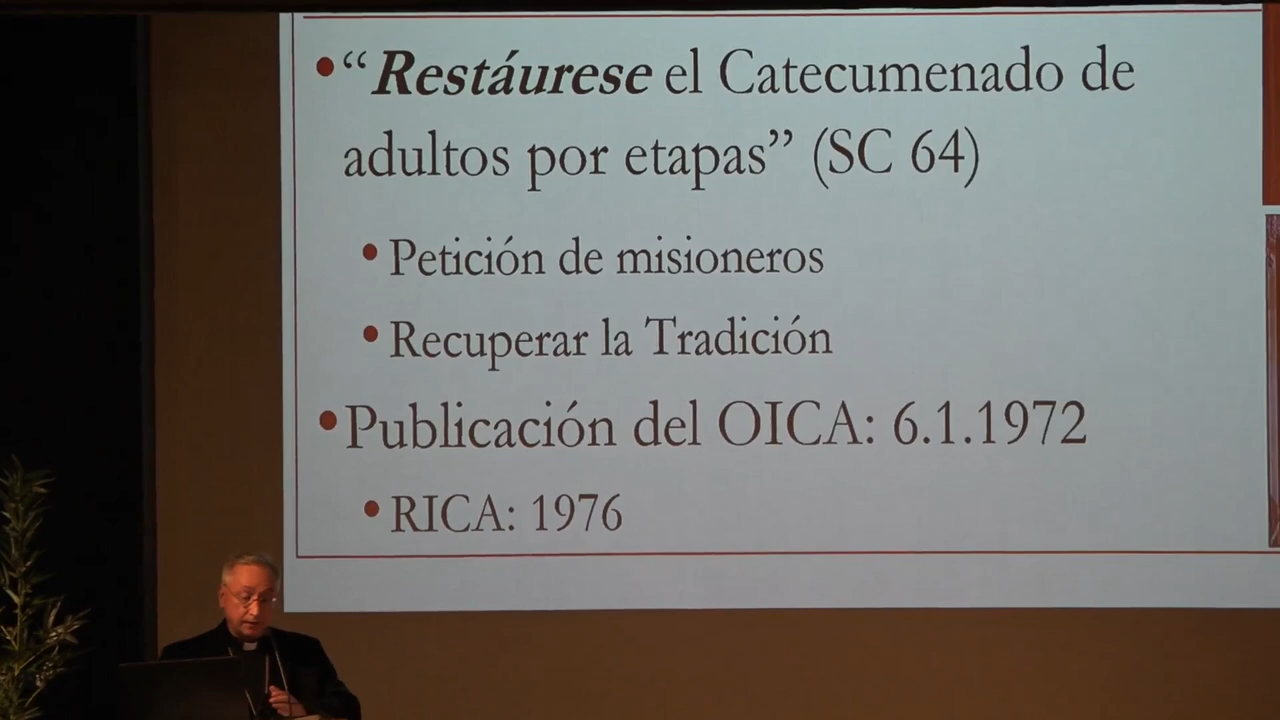 • “Restáurese el Catecumenado de
adultos por etapas” (SC 64)
• Petición de misioneros
• Recuperar la Tradición
• Publicación del OICA: 6.1.1972
• RICA: 1976